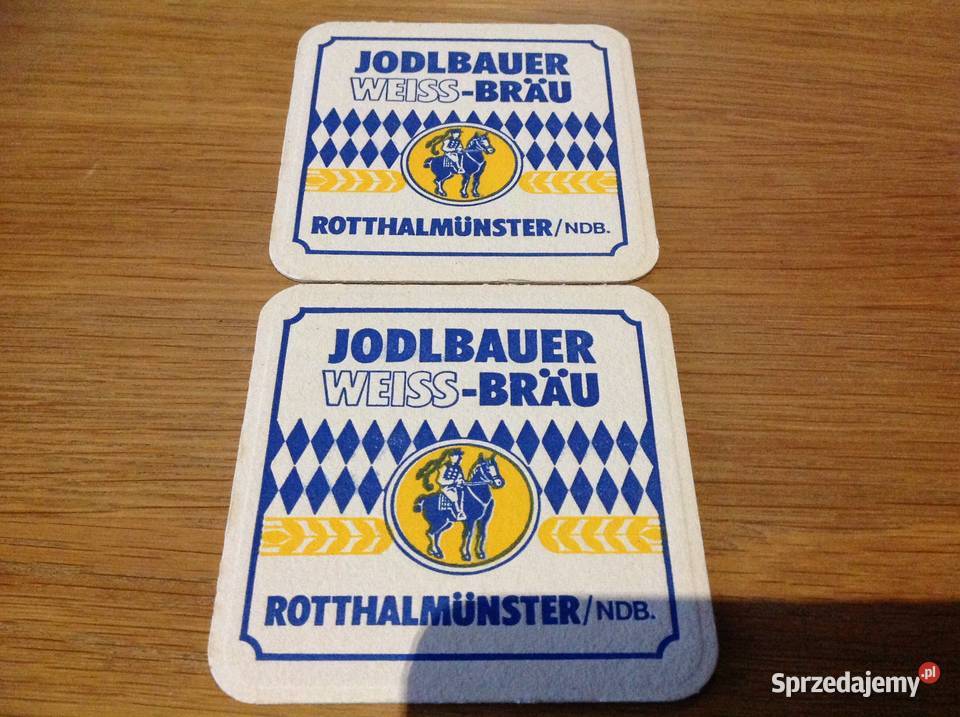 JODLBAUER
WEISS-BRÄU
ROTTHALMÜNSTER/NDB.
JODLBAUER
WEISS-BRÄU
ROTTHALMÜNSTER/NDB.
Sprzedajemy.pl